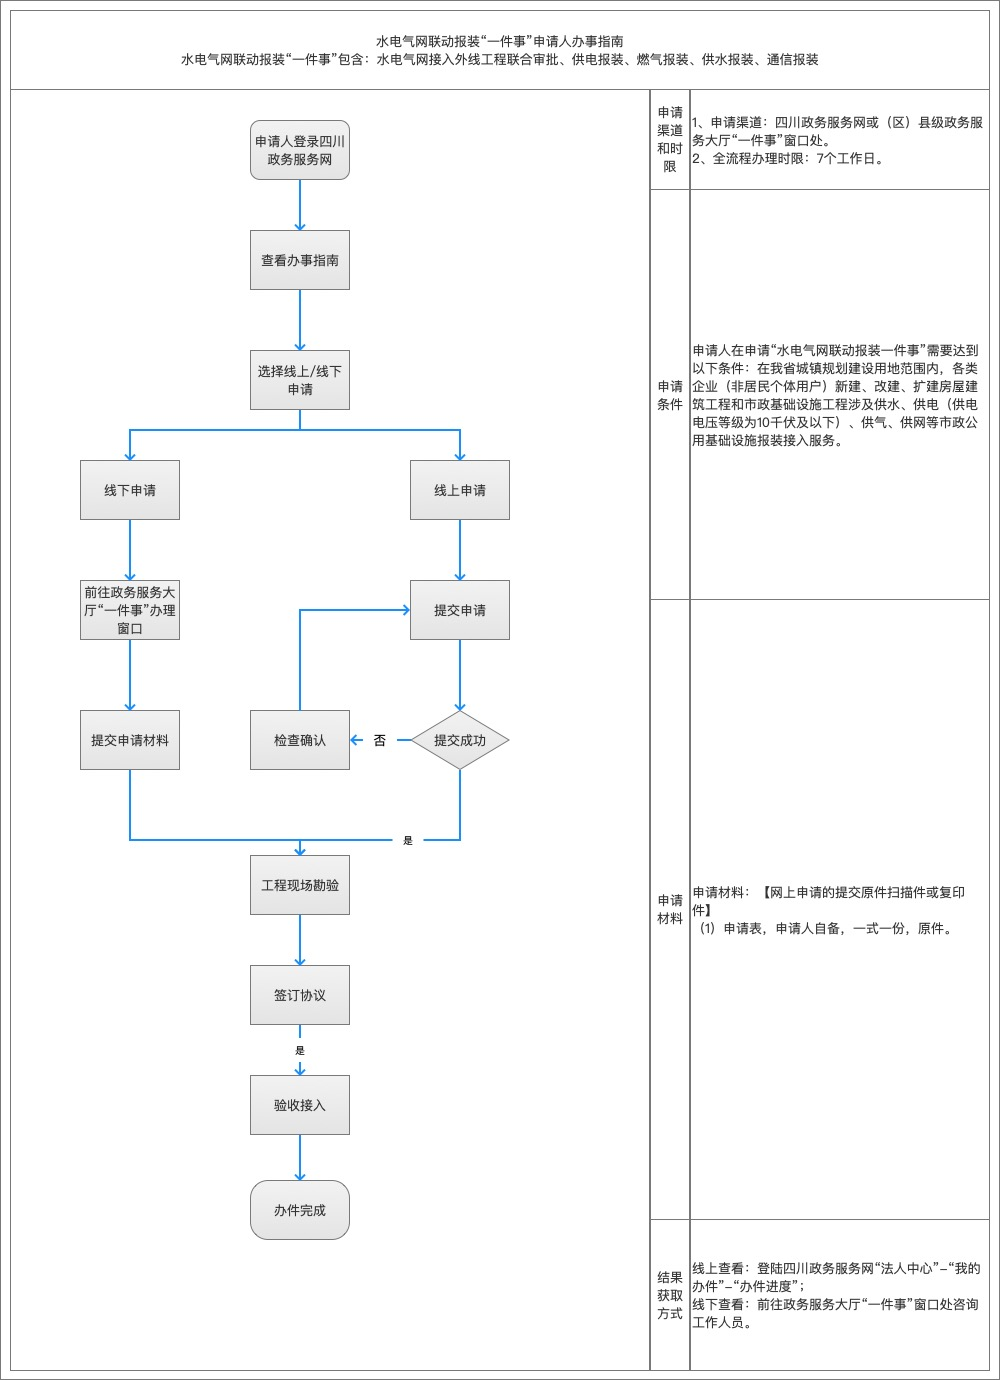 水电气网联动报装“一件事”申请人办事指南
水电气网联动报装“一件事”包含：水电气网接入外线工程联合审批、供电报装、燃气报装、供水报装、通信报装
申请人登录四川
政务服务网
查看办事指南
选择线上/线下
申请
线下申请
线上申请
前往政务服务大
厅“一件事”办理
窗口
提交申请
提交申请材料
检查确认
否
提交成功
是
工程现场勘验
签订协议
是
验收接入
办件完成
申请
渠道
和时
限
1、申请渠道：四川政务服务网或（区）县级政务服
务大厅“一件事”窗口处。
2、全流程办理时限：7个工作日。
申请
条件
申请人在申请“水电气网联动报装一件事”需要达到
以下条件：在我省城镇规划建设用地范围内，各类
企业（非居民个体用户）新建、改建、扩建房屋建
筑工程和市政基础设施工程涉及供水、供电（供电
电压等级为10千伏及以下）、供气、供网等市政公
用基础设施报装接入服务。
申请
材料
申请材料：【网上申请的提交原件扫描件或复印
件】
（1）申请表，申请人自备，一式一份，原件。
结果
获取
方式
线上查看：登陆四川政务服务网“法人中心”–“我的
办件”–“办件进度”；
线下查看：前往政务服务大厅“一件事”窗口处咨询
工作人员。